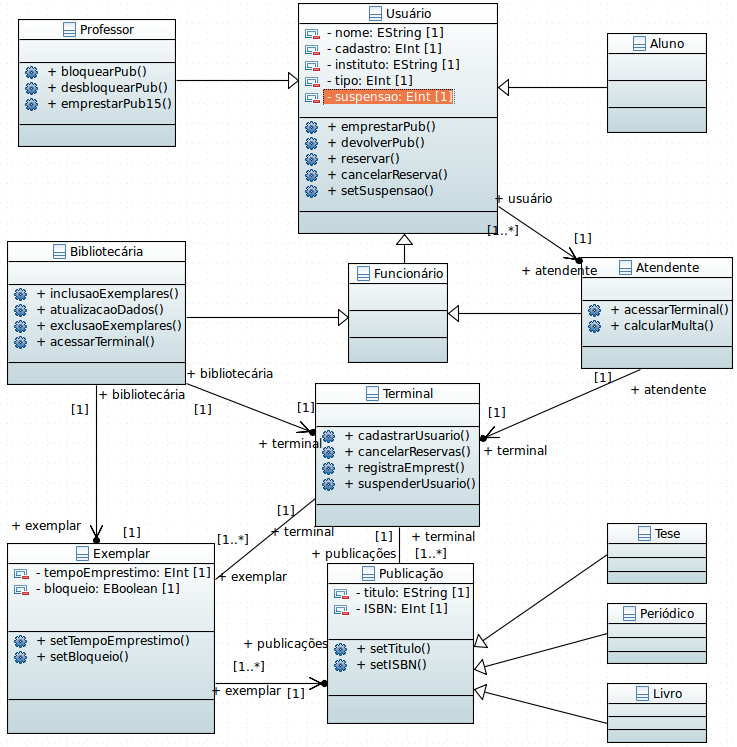 Professor
+ bloquearPub()
+ desbloquearPub()
+ emprestarPub15()
Usuário
- nome: EString [1]
- cadastro: EInt [1]
- instituto: EString [1]
- tipo: EInt [1]
- suspensao: EInt [1]
+ emprestarPub()
+ devolverPub()
+ reservar()
+ cancelarReserva()
+ setSuspensao()
Aluno
+ usuário
[1..*]
[1]
+ atendente
Bibliotecária
+ inclusaoExemplares()
+ atualizacaoDados()
+ exclusaoExemplares()
+ acessarTerminal()
Funcionário
Atendente
+ acessarTerminal()
+ calcularMulta()
+ bibliotecária
[1]
+ bibliotecária
[1]
[1]
+ terminal
[1]
+ atendente
[1]
+ terminal
Terminal
+ cadastrarUsuario()
+ cancelarReservas()
+ registraEmprest()
+ suspenderUsuario()
+ exemplar
[1]
[1..*]
+ exemplar
[1]
+ terminal
[1]
+ terminal
+ publicações
[1..*]
Exemplar
- tempoEmprestimo: EInt [1]
- bloqueio: EBoolean [1]
+ setTempoEmprestimo()
+ setBloqueio()
+ publicações
[1..*]
+ exemplar
[1]
Publicação
- titulo: EString [1]
- ISBN: EInt [1]
+ setTitulo()
+ setISBN()
Tese
Periódico
Livro